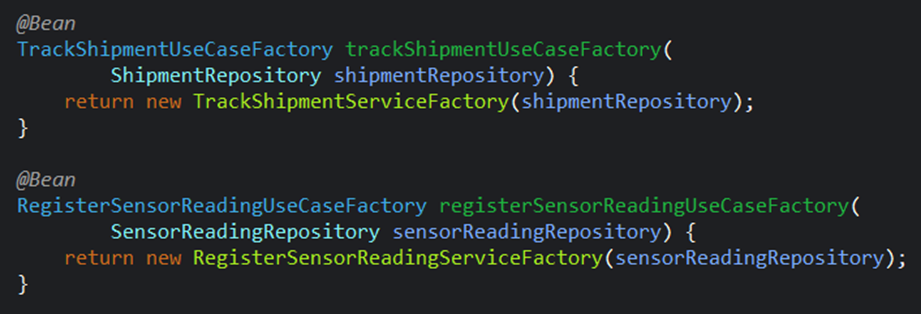 @Bean
TrackShipmentUseCaseFactory trackShipmentUseCaseFactory(
        ShipmentRepository shipmentRepository) {
    return new TrackShipmentServiceFactory(shipmentRepository);
}

@Bean
RegisterSensorReadingUseCaseFactory registerSensorReadingUseCaseFactory(
        SensorReadingRepository sensorReadingRepository) {
    return new RegisterSensorReadingServiceFactory(sensorReadingRepository);
}